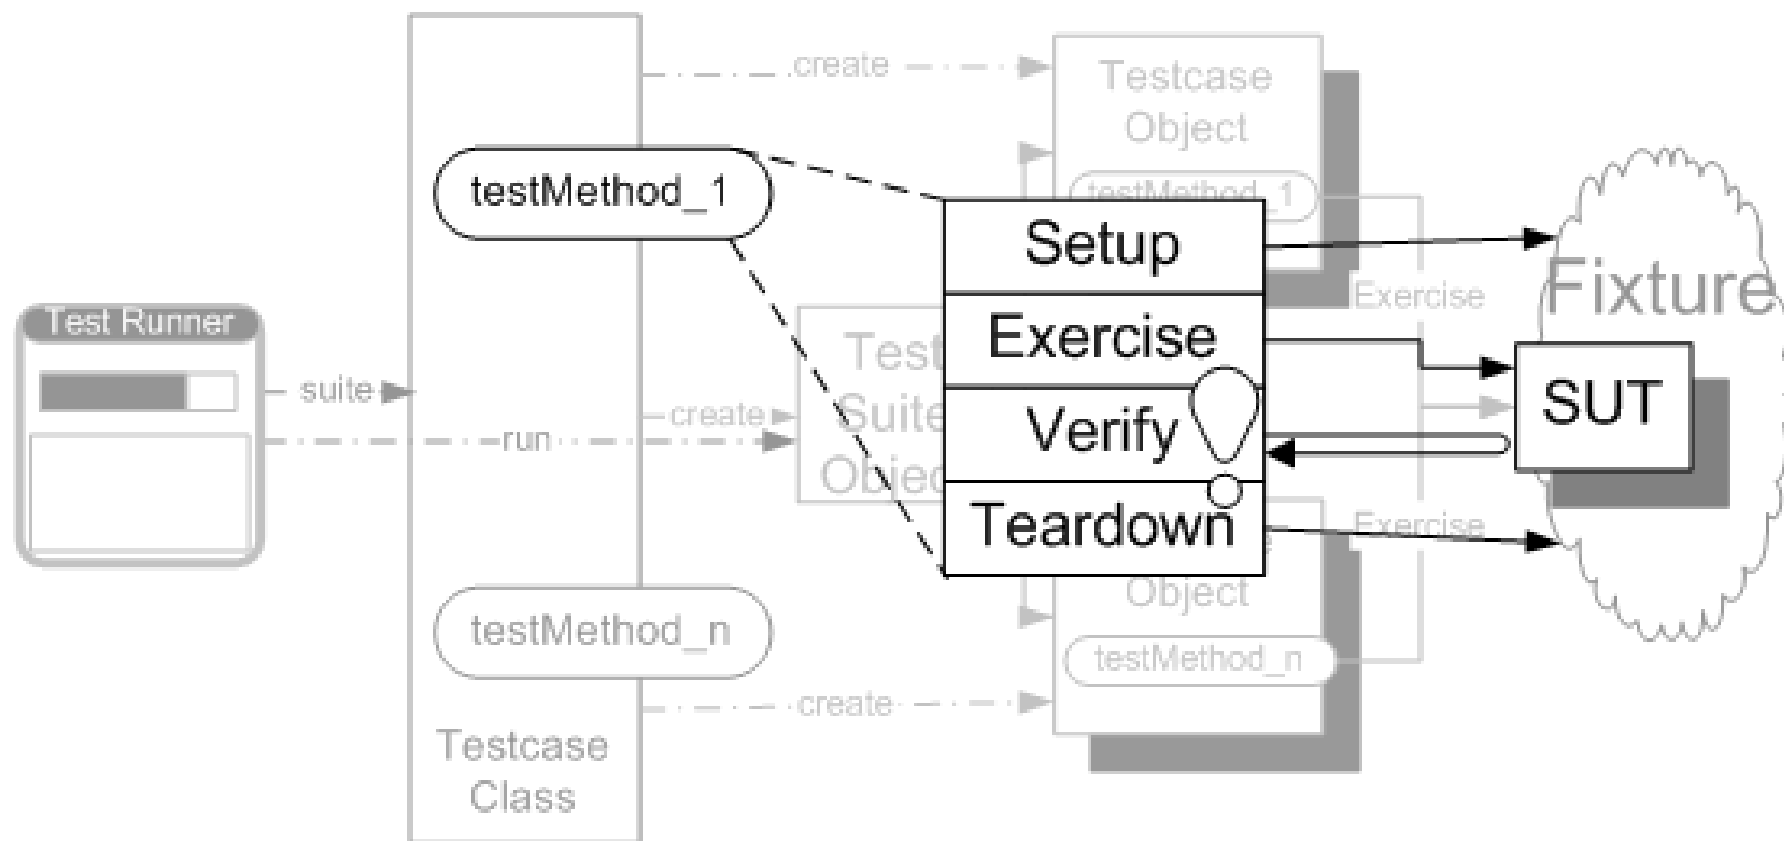 create
Testcase
Object
testMethod_1
testMethod_1
Setup
Fixture
Exercise
Test Runner
Exercise
Test
suite
SUT
create
Suite
Verify
run
Object
Teardown
Exercise
Object
testMethod_n
testMethod_n
create
Testcase
Class